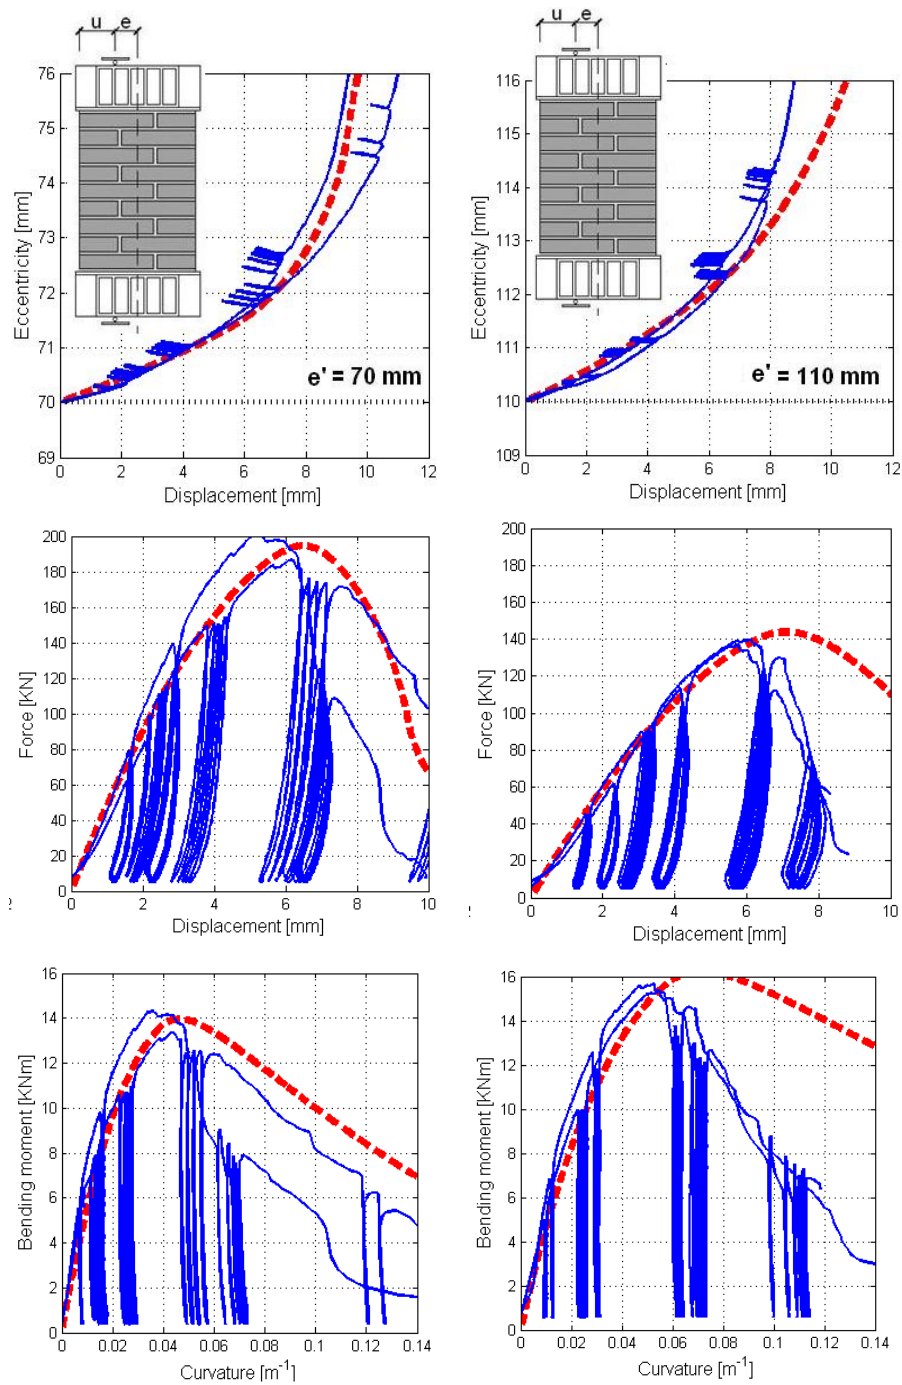 u e
76
75
74
73
72
71
70
69
0 2 4 6 8 10 12
Eccentricity [mm]
Displacement [mm]
e' = 70 mm
u e
116
115
114
113
112
111
110
109
0 2 4 6 8 10 12
Eccentricity [mm]
Displacement [mm]
e' = 110 mm
200
180
160
140
120
100
80
60
40
20
0
0 2 4 6 8 10
Force [KN]
Displacement [mm]
200
180
160
140
120
100
80
60
40
20
0
0 2 4 6 8 10
Force [KN]
Displacement [mm]
16
14
12
10
8
6
4
2
0
0 0.02 0.04 0.06 0.08 0.1 0.12 0.14
Bending moment [KNm]
Curvature [m⁻¹]
16
14
12
10
8
6
4
2
0
0 0.02 0.04 0.06 0.08 0.1 0.12 0.14
Bending moment [KNm]
Curvature [m⁻¹]